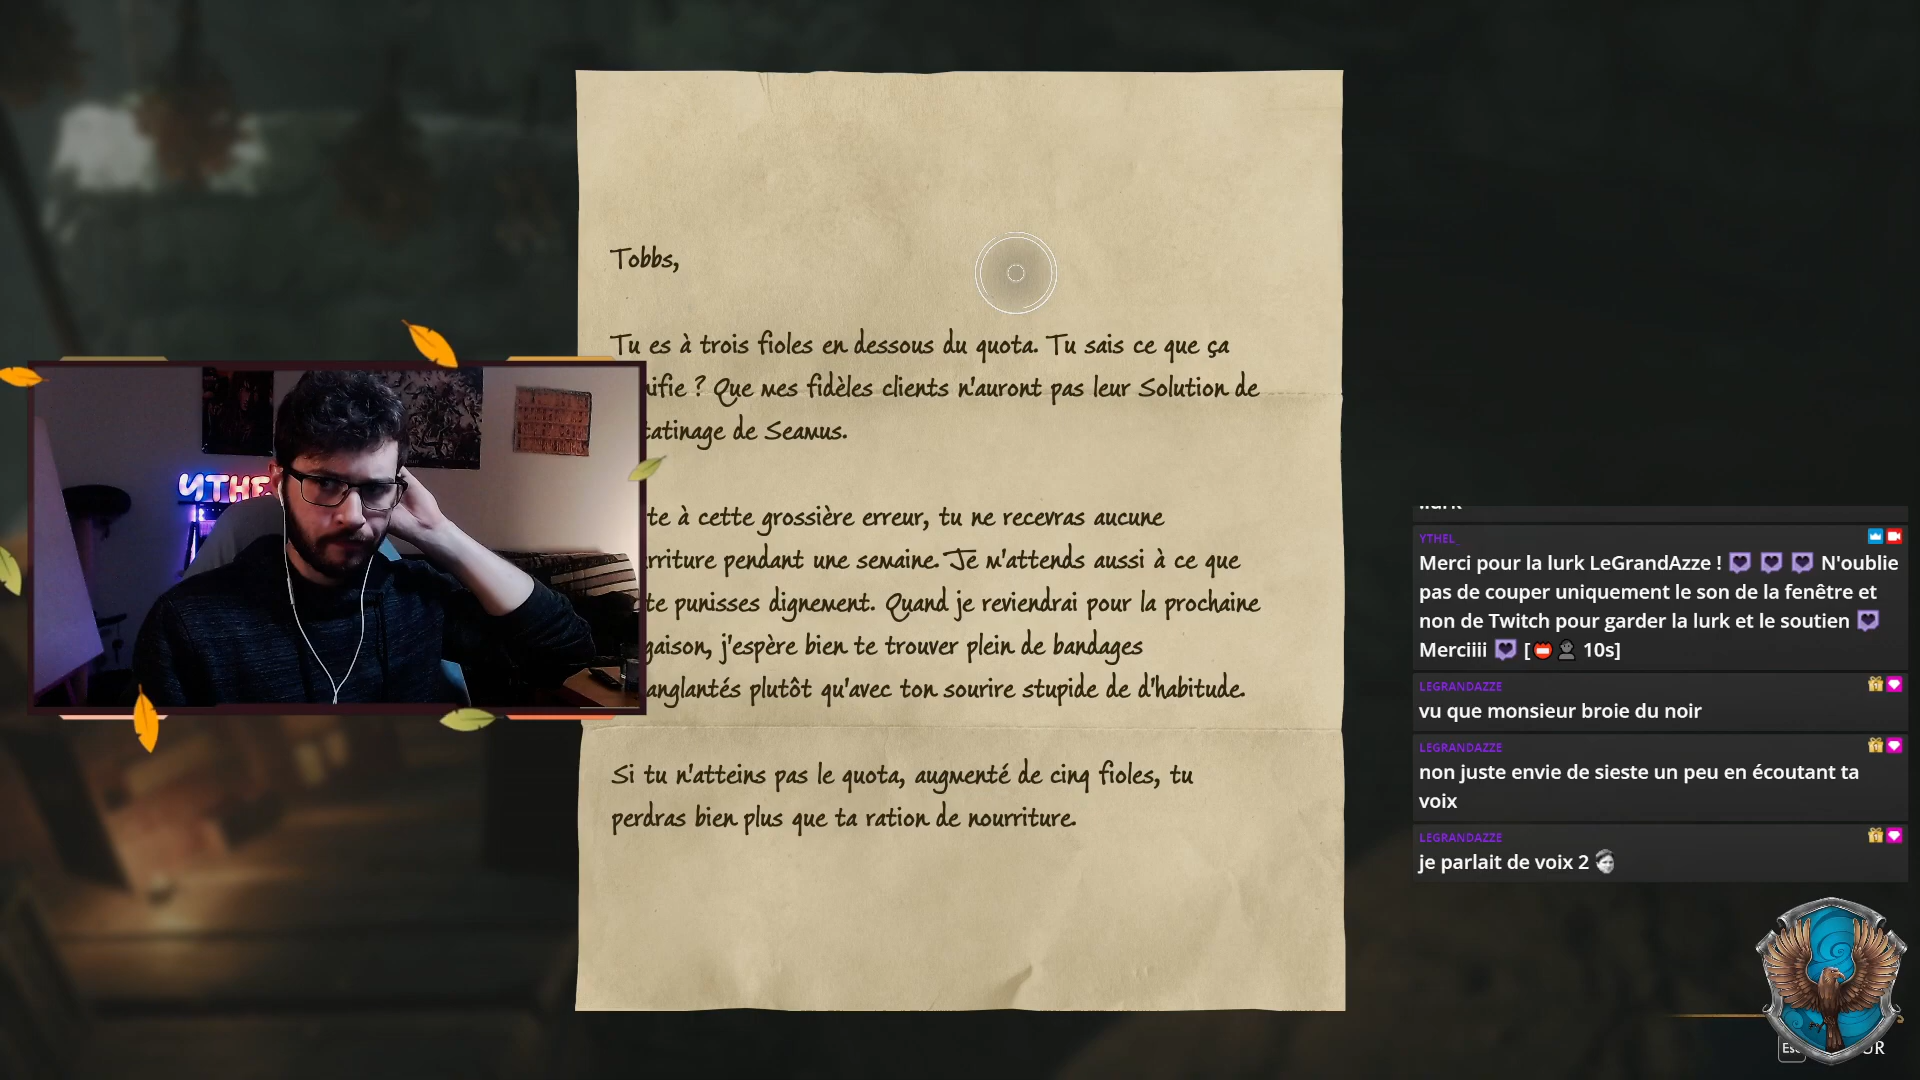 Tobbs,
Tu es à trois fioles en dessous du quota. Tu sais ce que ça
? Que mes fidèles clients n'auront pas leur Solution de
de Seamus.
à cette grossière erreur, tu ne recevras aucune
pendant une semaine. Je m'attends aussi à ce que
punisses dignement. Quand je reviendrai pour la prochaine
j'espère bien te trouver plein de bandages
plutôt qu'avec ton sourire stupide de d'habitude.
Si tu n'atteins pas le quota, augmenté de cinq fioles, tu
perdras bien plus que ta ration de nourriture.
YTHE
YTHEL_
Merci pour la lurk LeGrandAzze ! N'oublie
pas de couper uniquement le son de la fenêtre et
non de Twitch pour garder la lurk et le soutien
Merciiii [ 10s]
LEGRANDAZZE
vu que monsieur broie du noir
LEGRANDAZZE
non juste envie de sieste un peu en écoutant ta
voix
LEGRANDAZZE
je parlait de voix 2